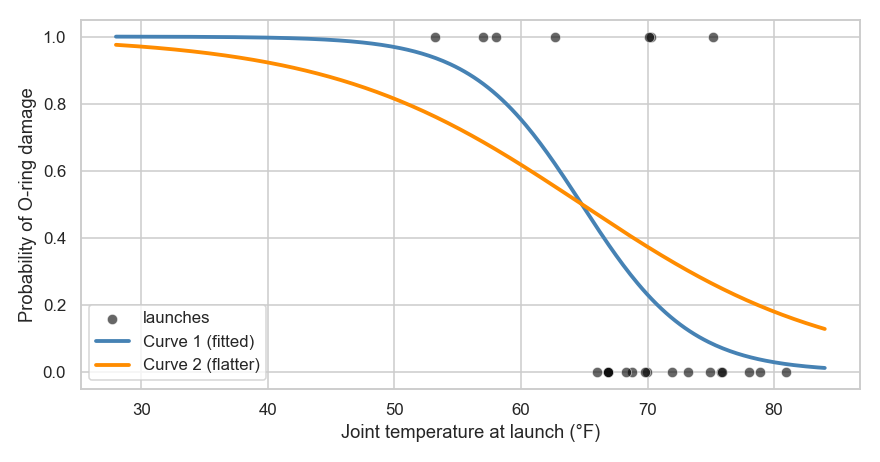 1.0
0.8
0.6
0.4
0.2
0.0
Probability of O-ring damage
launches
Curve 1 (fitted)
Curve 2 (flatter)
30 40 50 60 70 80
Joint temperature at launch (°F)